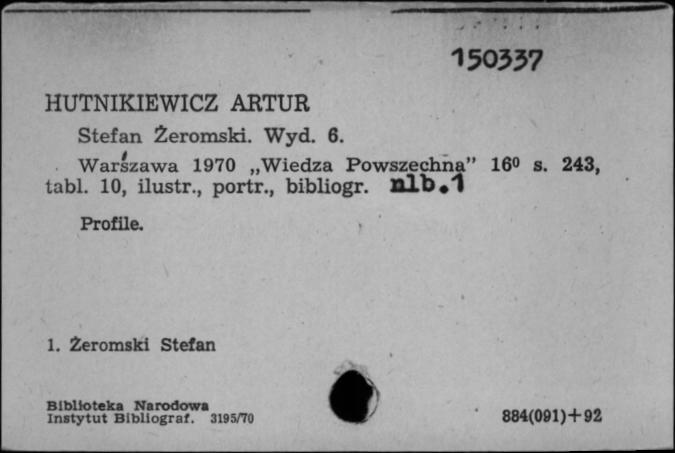 150337
HUTNIKIEWICZ ARTUR
Stefan Żeromski. Wyd. 6.
Warszawa 1970 „Wiedza Powszechna” 16⁰ s. 243,
tabl. 10, ilustr., portr., bibliogr. nlb.1
Profile.
1. Żeromski Stefan
Biblioteka Narodowa
Instytut Bibliograf. 3195/70
884(091)+92